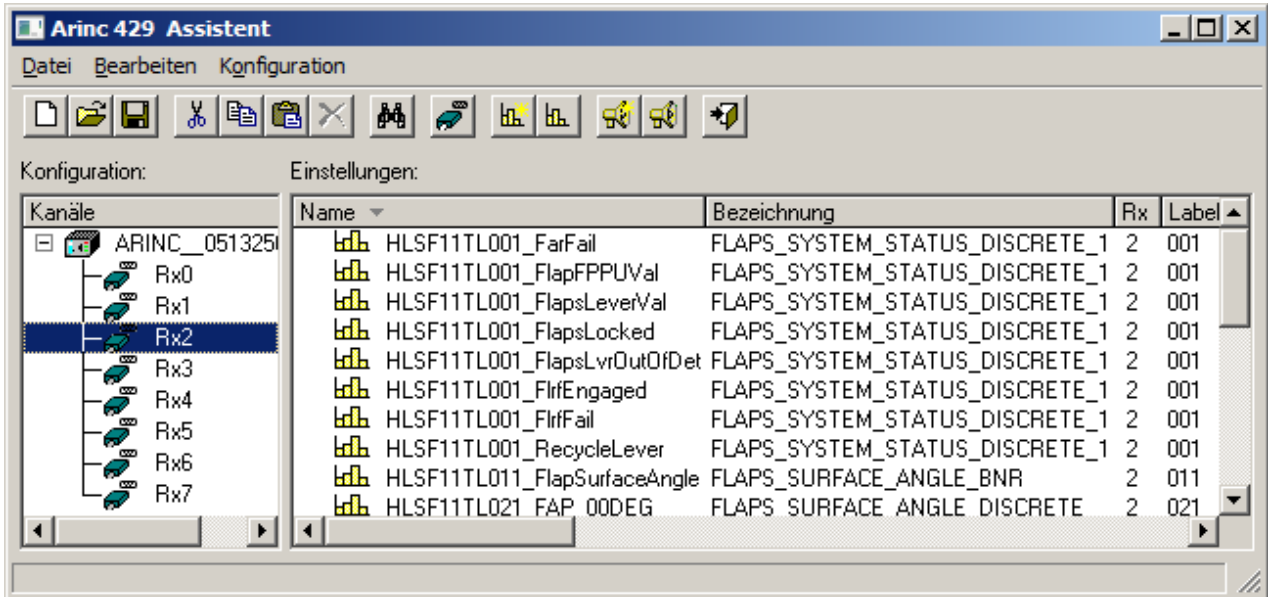 Arinc 429 Assistent
Datei Bearbeiten Konfiguration
Konfiguration: Einstellungen:
Kanäle Name Bezeichnung Rx Label
ARINC__0513250 HLSF11TL001_FarFail FLAPS_SYSTEM_STATUS_DISCRETE_1 2 001
Rx0 HLSF11TL001_FlapFPPUVal FLAPS_SYSTEM_STATUS_DISCRETE_1 2 001
Rx1 HLSF11TL001_FlapsLeverVal FLAPS_SYSTEM_STATUS_DISCRETE_1 2 001
Rx2 HLSF11TL001_FlapsLocked FLAPS_SYSTEM_STATUS_DISCRETE_1 2 001
Rx3 HLSF11TL001_FlapsLvrOutOfDet FLAPS_SYSTEM_STATUS_DISCRETE_1 2 001
Rx4 HLSF11TL001_FlrfEngaged FLAPS_SYSTEM_STATUS_DISCRETE_1 2 001
Rx5 HLSF11TL001_FlrfFail FLAPS_SYSTEM_STATUS_DISCRETE_1 2 001
Rx6 HLSF11TL001_RecycleLever FLAPS_SYSTEM_STATUS_DISCRETE_1 2 001
Rx7 HLSF11TL011_FlapSurfaceAngle FLAPS_SURFACE_ANGLE_BNR 2 011
HLSF11TL021_FAP_00DEG FLAPS_SURFACE_ANGLE_DISCRETE 2 021